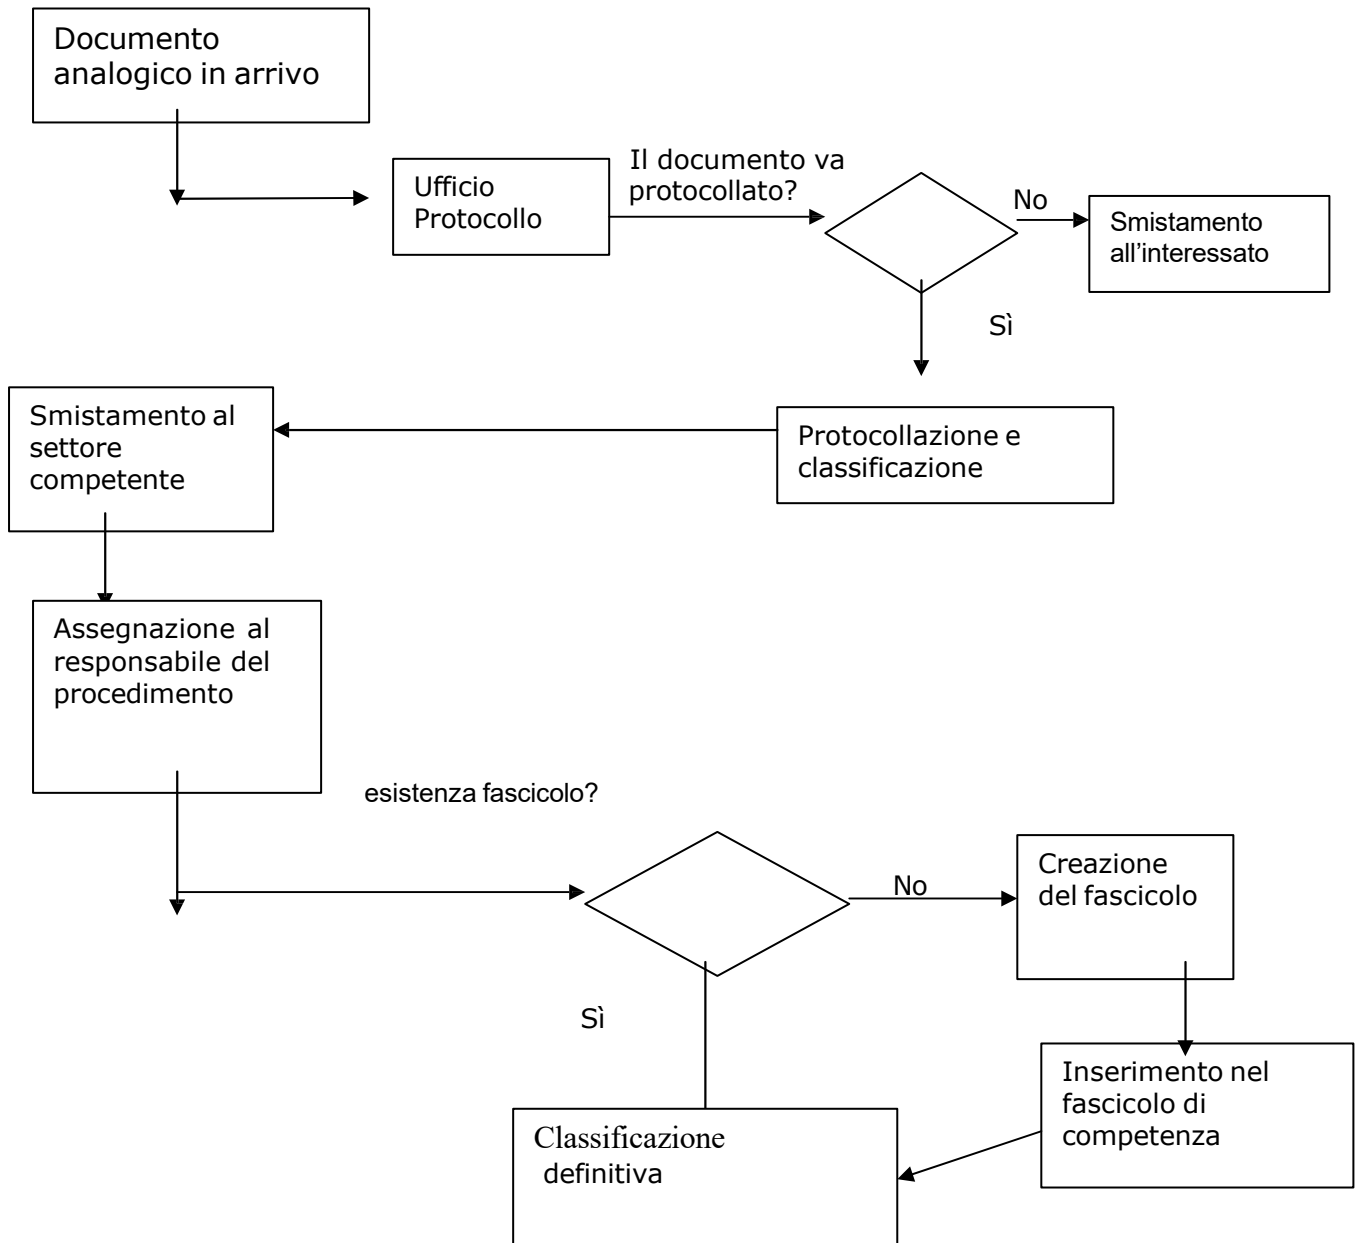 Documento
analogico in arrivo
Ufficio
Protocollo
Il documento va
protocollato?
No
Smistamento
all’interessato
Sì
Smistamento al
settore
competente
Protocollazione e
classificazione
Assegnazione al
responsabile del
procedimento
esistenza fascicolo?
No
Creazione
del fascicolo
Sì
Inserimento nel
fascicolo di
competenza
Classificazione
definitiva